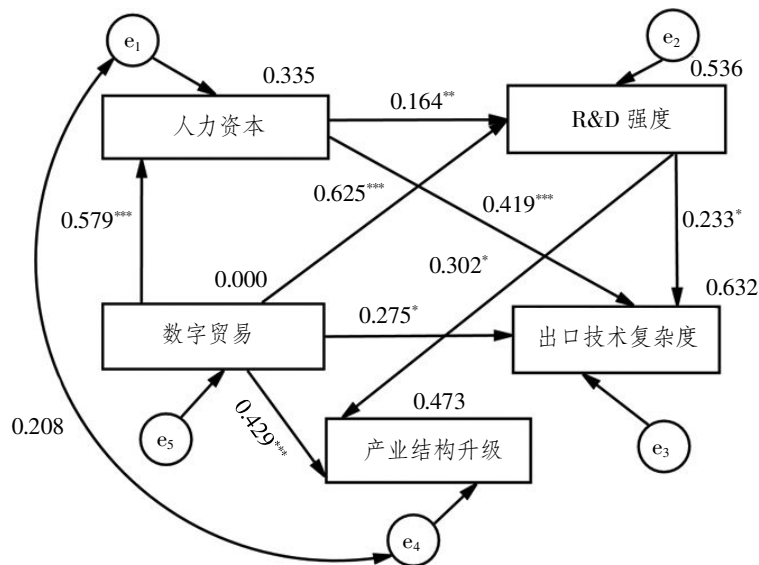 e₁
e₂
0.335
0.536
人力资本
0.164**
R&D 强度
0.579***
0.625***
0.419***
0.233*
0.000
0.302*
0.632
数字贸易
0.275*
出口技术复杂度
0.208
e₅
0.429***
0.473
产业结构升级
e₃
e₄